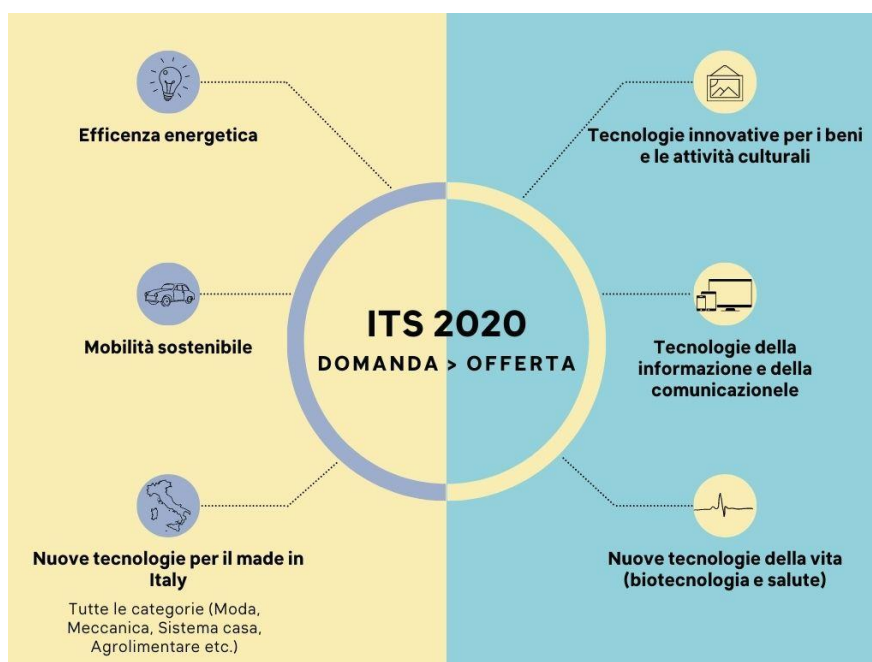 Efficenza energetica
Mobilità sostenibile
Nuove tecnologie per il made in
Italy
Tutte le categorie (Moda,
Meccanica, Sistema casa,
Agrolimentare etc.)
ITS 2020
DOMANDA > OFFERTA
Tecnologie innovative per i beni
e le attività culturali
Tecnologie della
informazione e della
comunicazionele
Nuove tecnologie della vita
(biotecnologia e salute)